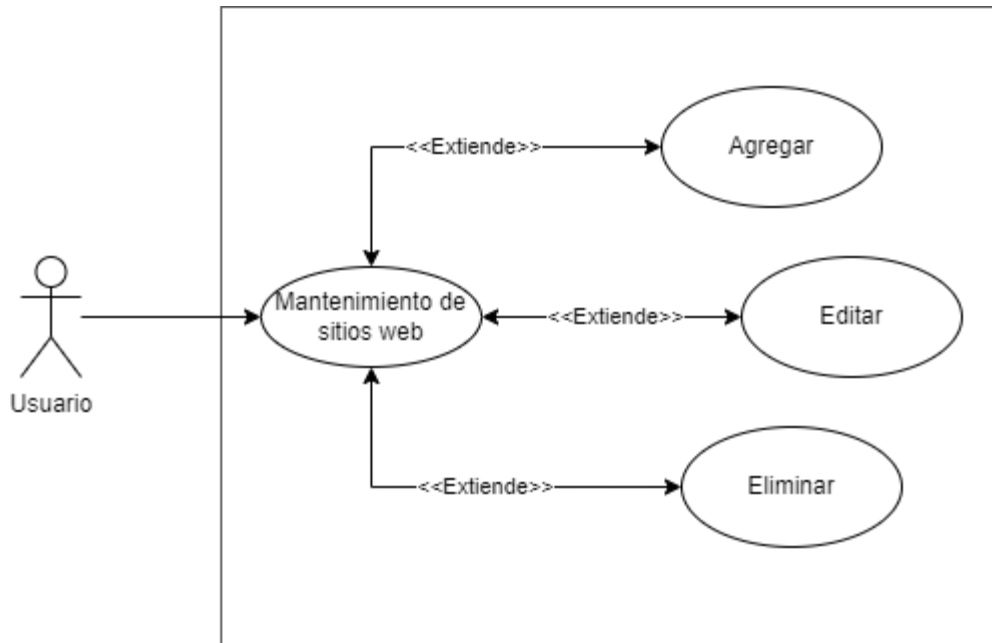 <<Extiende>>
Agregar
Mantenimiento de
sitios web
<<Extiende>>
Editar
Usuario
<<Extiende>>
Eliminar